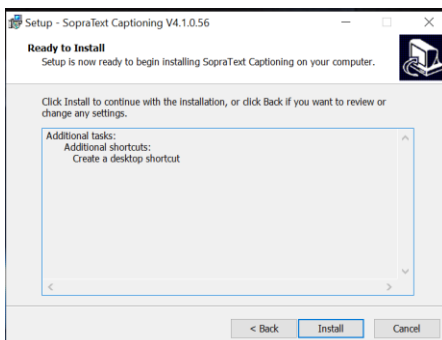 Setup - SopraText Captioning V4.1.0.56
Ready to Install
Setup is now ready to begin installing SopraText Captioning on your computer.
Click Install to continue with the installation, or click Back if you want to review or
change any settings.
Additional tasks:
Additional shortcuts:
Create a desktop shortcut
< Back
Install
Cancel